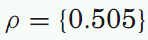 ρ = {0.505}